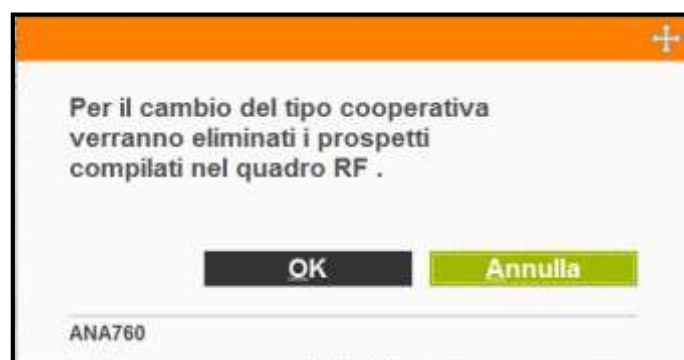 Per il cambio del tipo cooperativa
verranno eliminati i prospetti
compilati nel quadro RF .
OK
Annulla
ANA760